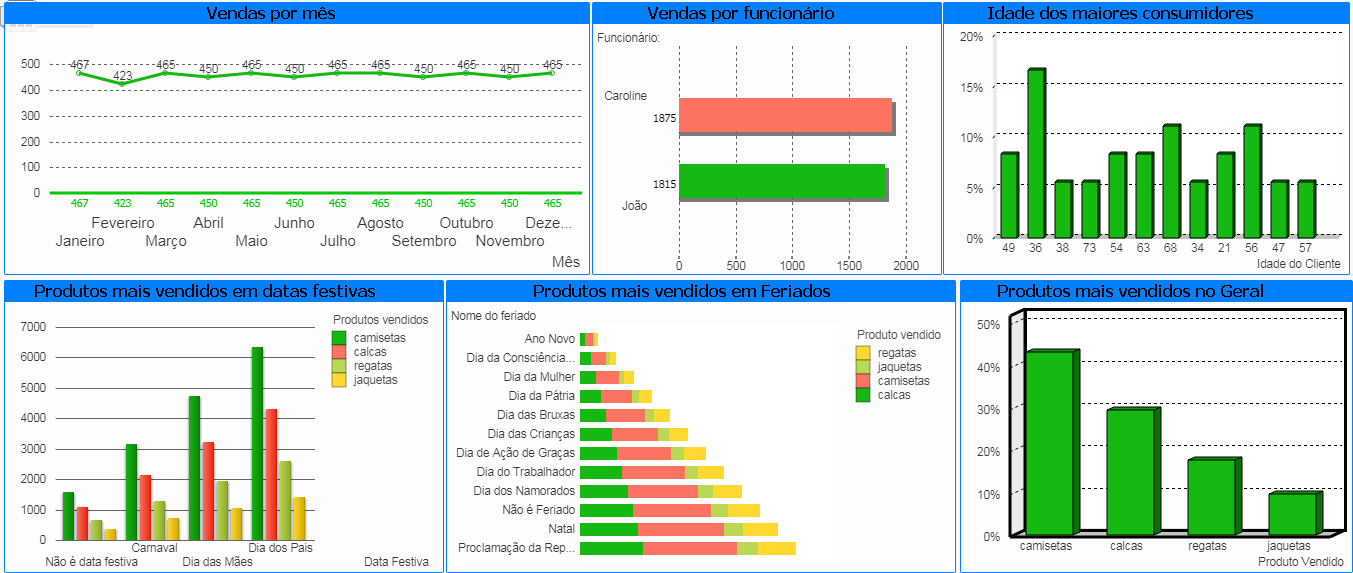 Vendas por mês
467 423 465 450 465 450 465 465 450 465 450 465
500
400
300
200
100
0
467 423 465 450 465 450 465 465 450 465 450 465
Fevereiro Abril Junho Agosto Outubro Deze...
Janeiro Março Maio Julho Setembro Novembro
Mês
Vendas por funcionário
Funcionário:
Caroline
1875
1815
João
0 500 1000 1500 2000
Idade dos maiores consumidores
20%
15%
10%
5%
0%
49 36 38 73 54 63 68 34 21 56 47 57
Idade do Cliente
Produtos mais vendidos em datas festivas
Produtos vendidos
camisetas
calcas
regatas
jaquetas
7000
6000
5000
4000
3000
2000
1000
0
Carnaval Dia dos Pais
Não é data festiva Dia das Mães Data Festiva
Produtos mais vendidos em Feriados
Nome do feriado
Ano Novo
Dia da Consciência...
Dia da Mulher
Dia da Pátria
Dia das Bruxas
Dia das Crianças
Dia de Ação de Graças
Dia do Trabalhador
Dia dos Namorados
Não é Feriado
Natal
Proclamação da Rep...
Produto vendido
regatas
jaquetas
camisetas
calcas
Produtos mais vendidos no Geral
50%
40%
30%
20%
10%
0%
camisetas calcas regatas jaquetas
Produto Vendido